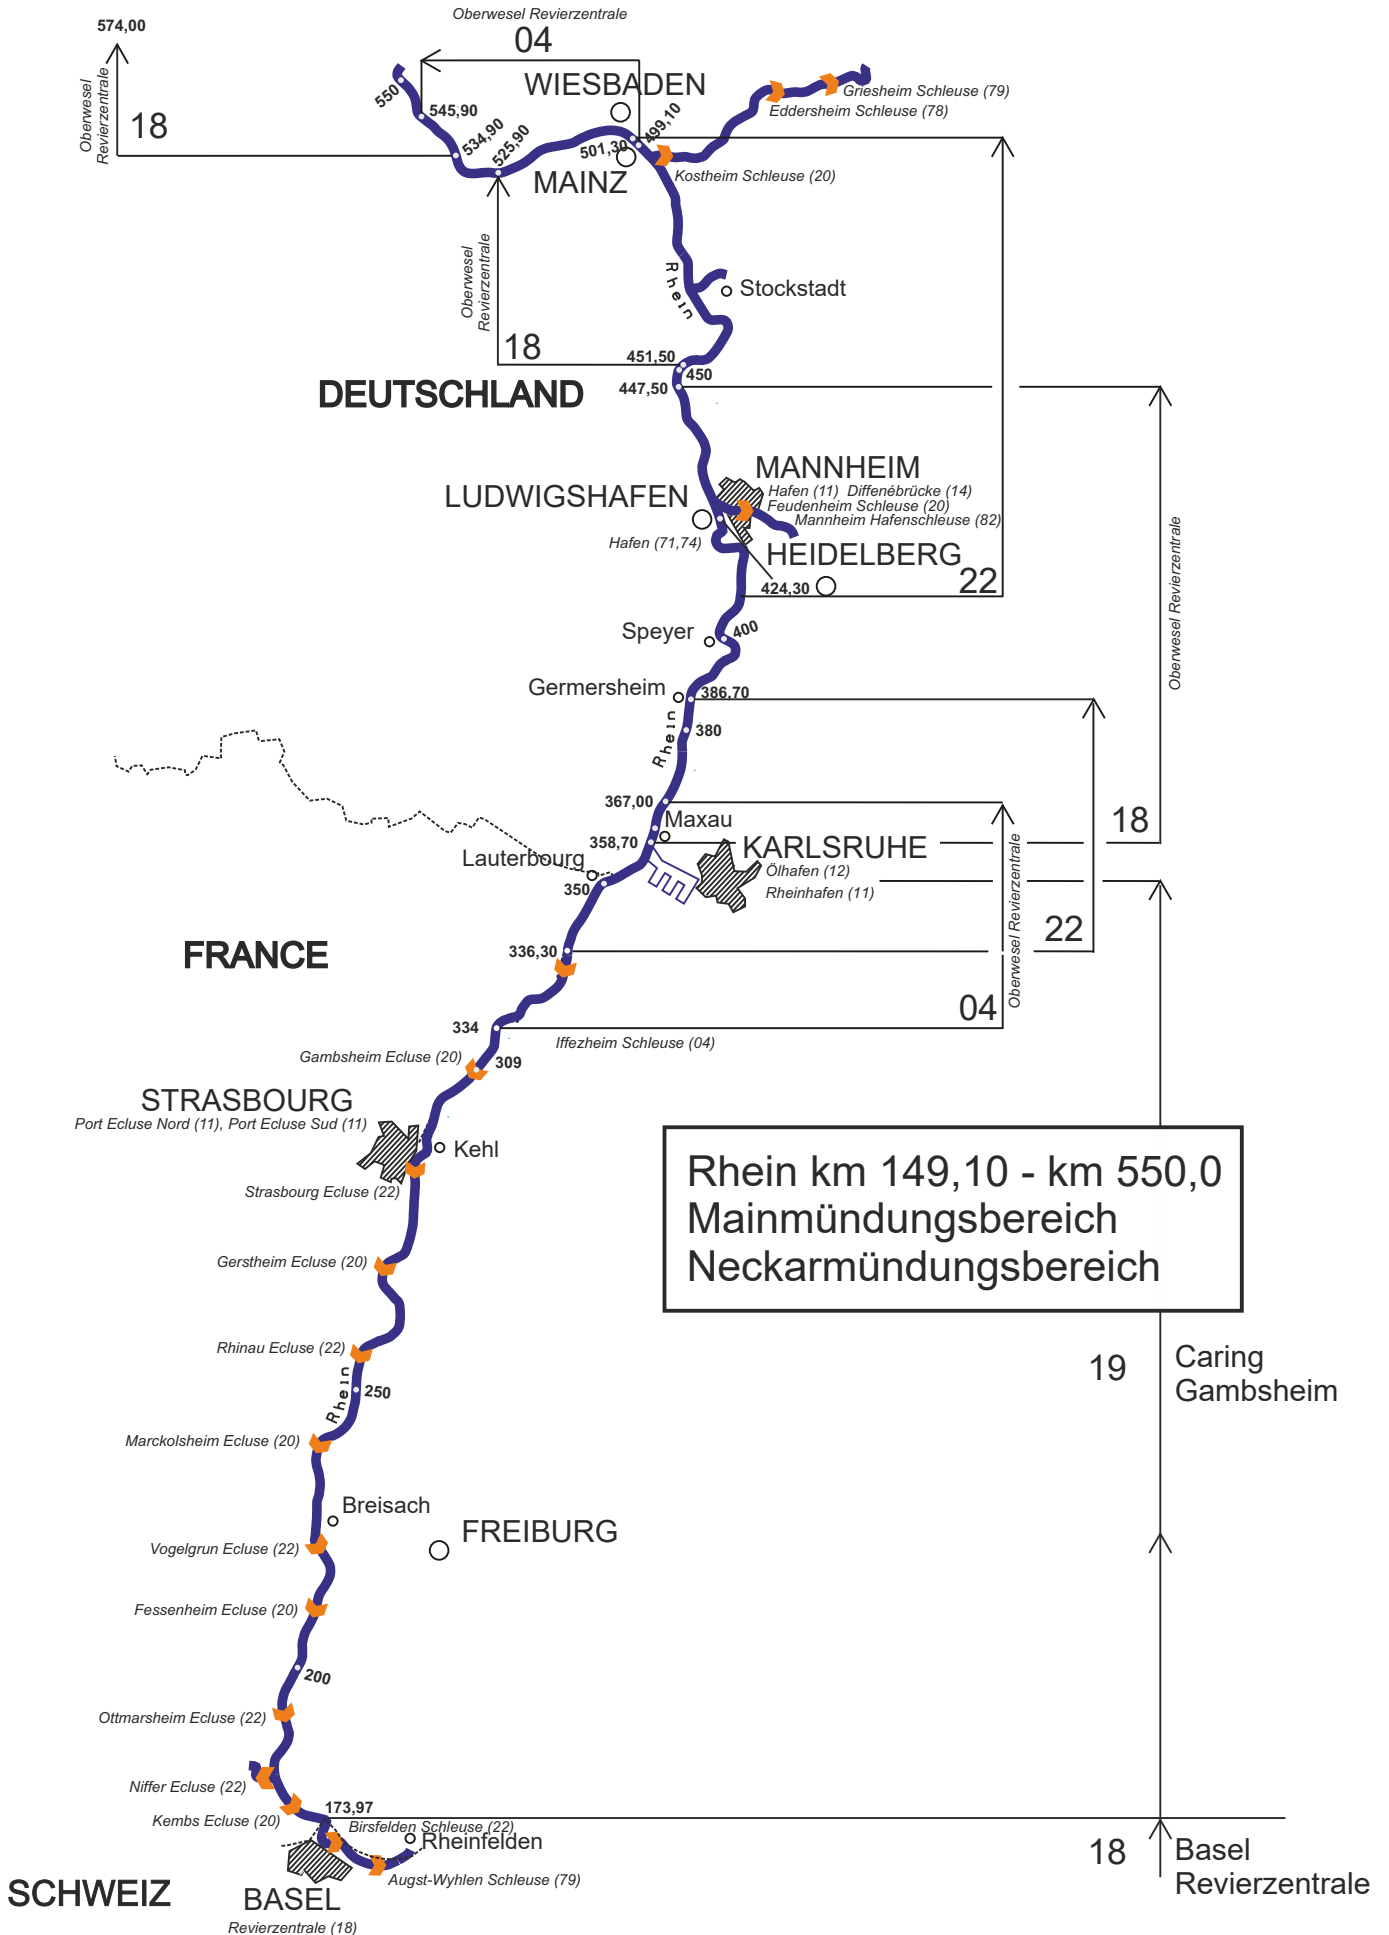 574,00
Oberwesel Revierzentrale
04
Oberwesel
Revierzentrale
18
550
545,90
534,90
525,90
WIESBADEN
499,10
501,30
MAINZ
Griesheim Schleuse (79)
Eddersheim Schleuse (78)
Kostheim Schleuse (20)
Oberwesel
Revierzentrale
18
Rhein
Stockstadt
451,50
450
447,50
DEUTSCHLAND
MANNHEIM
Hafen (11) Diffenébrücke (14)
Feudenheim Schleuse (20)
Mannheim Hafenschleuse (82)
LUDWIGSHAFEN
Hafen (71,74)
HEIDELBERG
424,30
22
Oberwesel Revierzentrale
Speyer
400
Germersheim
386,70
Rhein
380
367,00
Maxau
18
358,70
KARLSRUHE
Lauterbourg
Ölhafen (12)
350
Rheinhafen (11)
Oberwesel Revierzentrale
22
FRANCE
336,30
04
334
Iffezheim Schleuse (04)
Gambsheim Ecluse (20)
309
STRASBOURG
Port Ecluse Nord (11), Port Ecluse Sud (11)
Kehl
Strasbourg Ecluse (22)
Rhein km 149,10 - km 550,0
Mainmündungsbereich
Neckarmündungsbereich
Gerstheim Ecluse (20)
Rhinau Ecluse (22)
19
Caring
Gambsheim
Rhein
250
Marckolsheim Ecluse (20)
Breisach
FREIBURG
Vogelgrun Ecluse (22)
Fessenheim Ecluse (20)
200
Ottmarsheim Ecluse (22)
Niffer Ecluse (22)
Kembs Ecluse (20)
173,97
Birsfelden Schleuse (22)
Rheinfelden
18
Basel
Revierzentrale
Augst-Wyhlen Schleuse (79)
SCHWEIZ
BASEL
Revierzentrale (18)